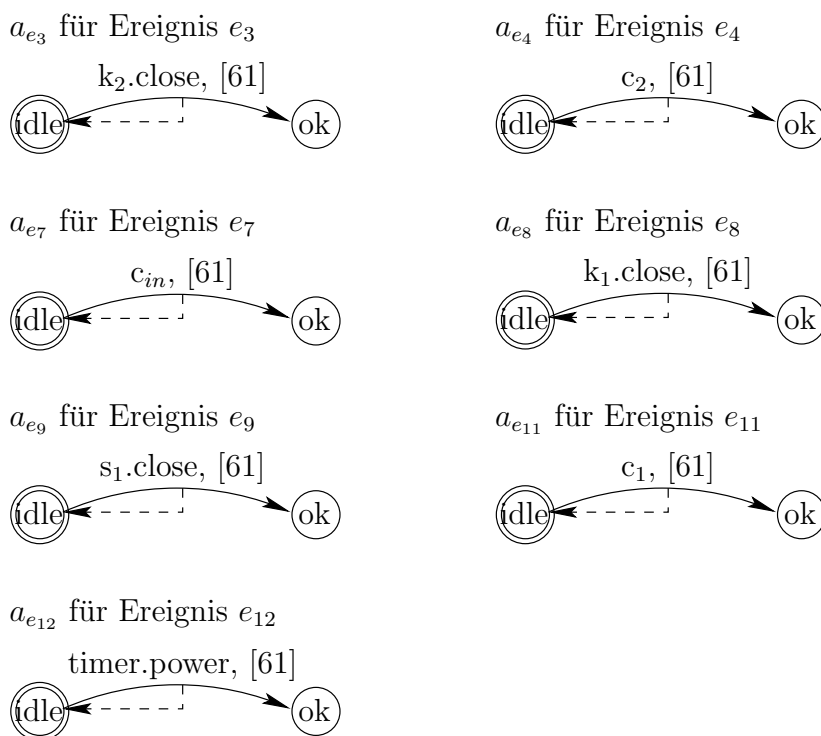 a_{e_3} für Ereignis e_3
k_2.close, [61]
idle ok
a_{e_4} für Ereignis e_4
c_2, [61]
idle ok
a_{e_7} für Ereignis e_7
c_{in}, [61]
idle ok
a_{e_8} für Ereignis e_8
k_1.close, [61]
idle ok
a_{e_9} für Ereignis e_9
s_1.close, [61]
idle ok
a_{e_{11}} für Ereignis e_{11}
c_1, [61]
idle ok
a_{e_{12}} für Ereignis e_{12}
timer.power, [61]
idle ok